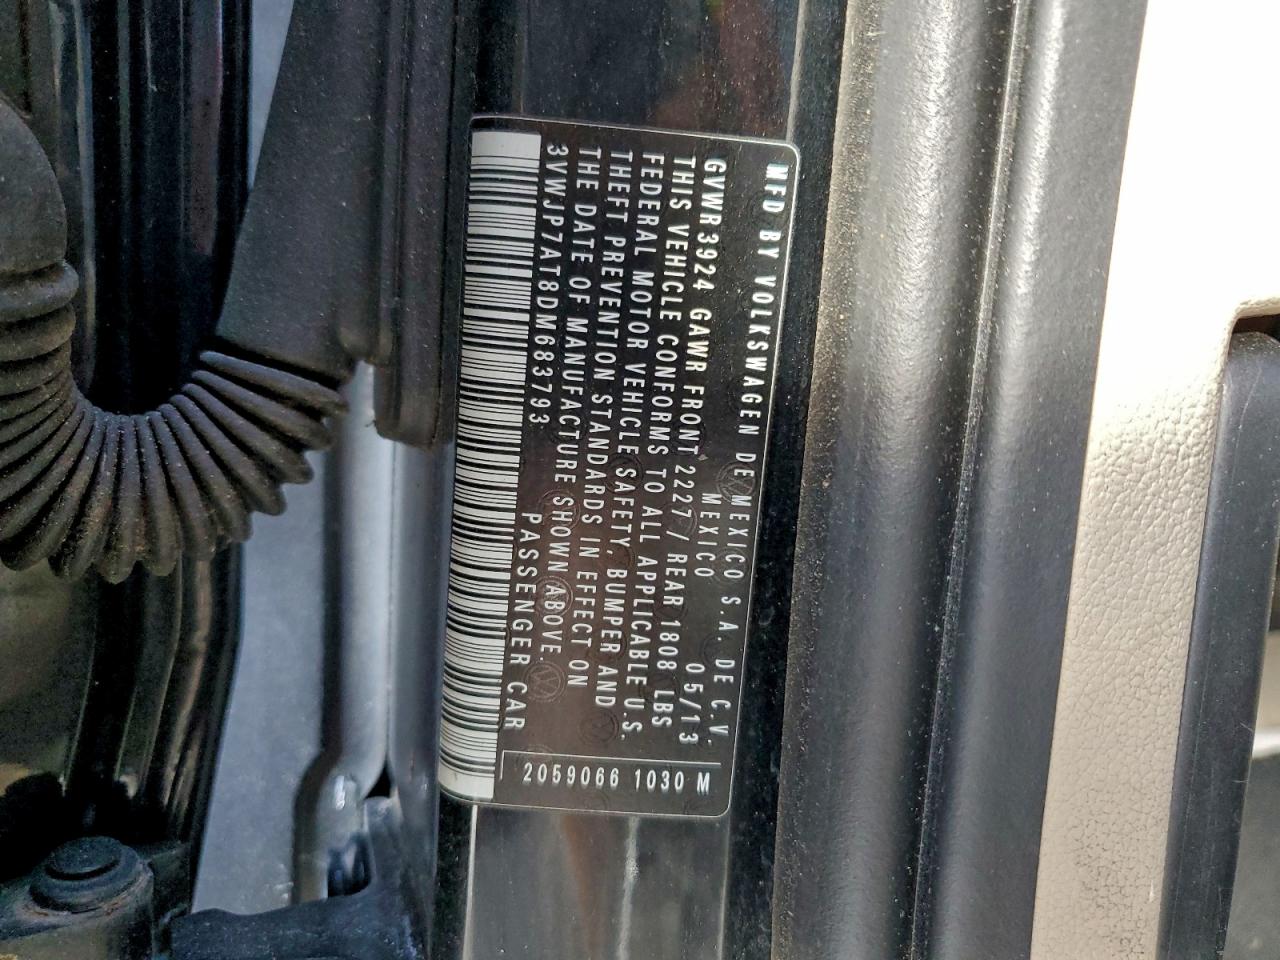 MFD BY VOLKSWAGEN DE MEXICO S.A. DE C.V.
MEXICO 05/13
GVWR 3924 GAWR FRONT 2227 / REAR 1808 LBS
THIS VEHICLE CONFORMS TO ALL APPLICABLE U.S.
FEDERAL MOTOR VEHICLE SAFETY, BUMPER AND
THEFT PREVENTION STANDARDS IN EFFECT ON
THE DATE OF MANUFACTURE SHOWN ABOVE.
3VWJP7AT8DM683793 PASSENGER CAR
2059066 1030 M